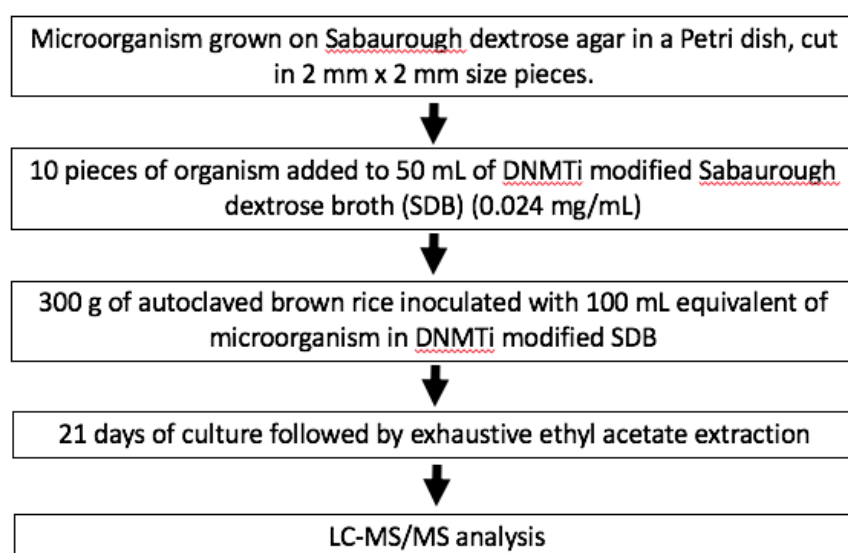 Microorganism grown on Sabaurough dextrose agar in a Petri dish, cut
in 2 mm x 2 mm size pieces.
10 pieces of organism added to 50 mL of DNMTi modified Sabaurough
dextrose broth (SDB) (0.024 mg/mL)
300 g of autoclaved brown rice inoculated with 100 mL equivalent of
microorganism in DNMTi modified SDB
21 days of culture followed by exhaustive ethyl acetate extraction
LC-MS/MS analysis